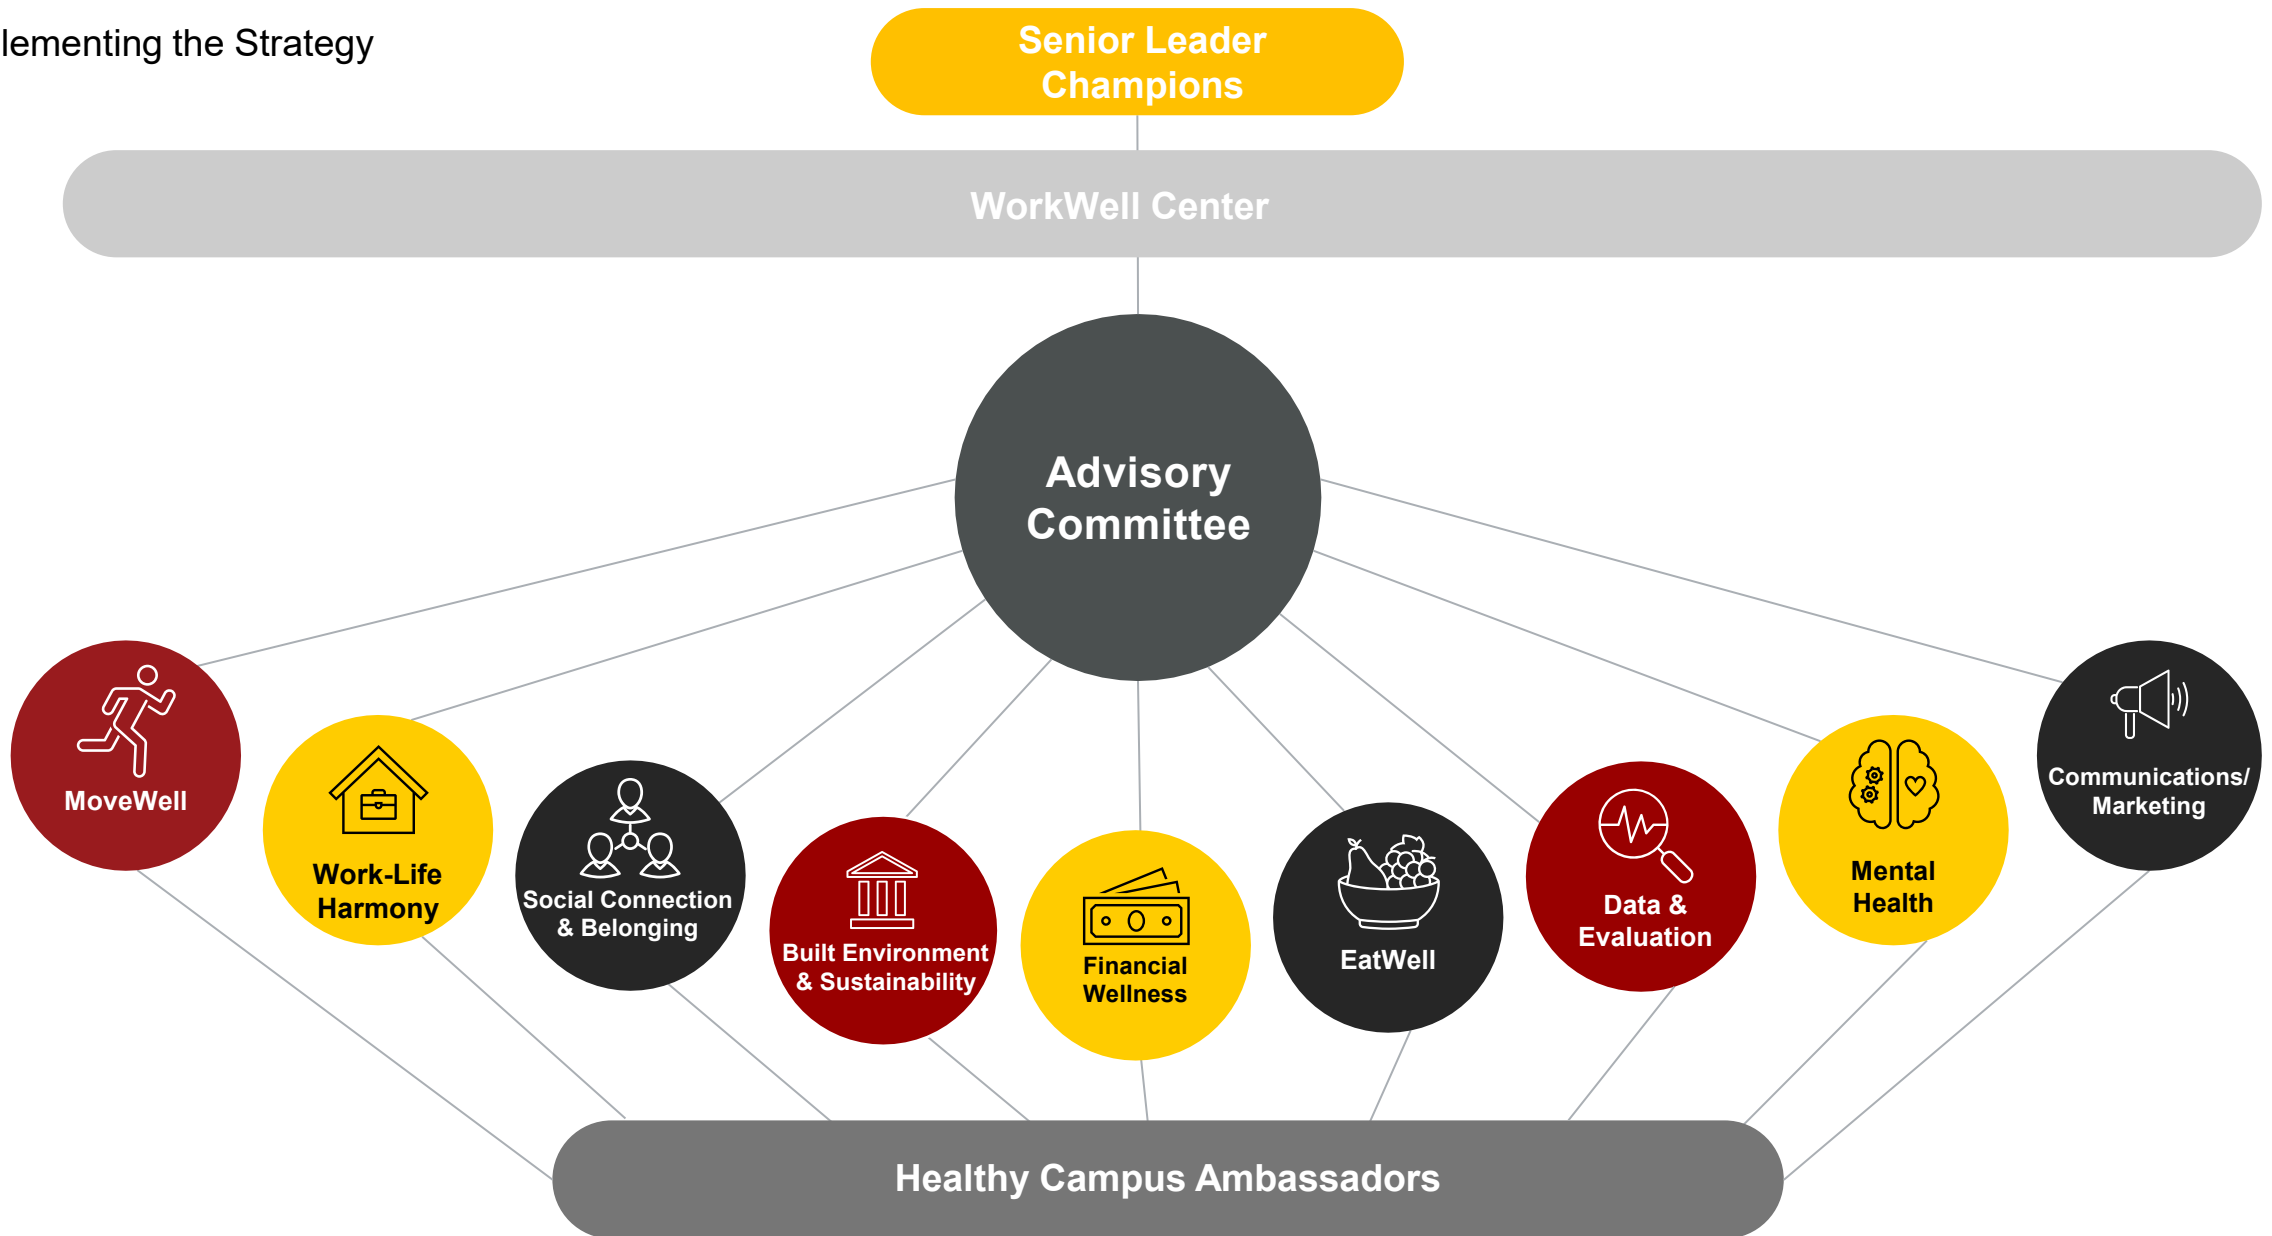 lementing the Strategy
Senior Leader
Champions
WorkWell Center
Advisory
Committee
MoveWell
Work-Life
Harmony
Social Connection
& Belonging
Built Environment
& Sustainability
Financial
Wellness
EatWell
Data &
Evaluation
Mental
Health
Communications/
Marketing
Healthy Campus Ambassadors